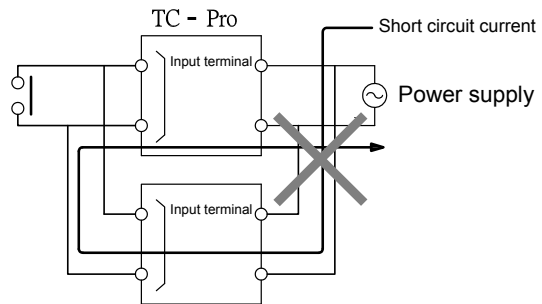 TC - Pro
Short circuit current
Input terminal
Power supply
Input terminal